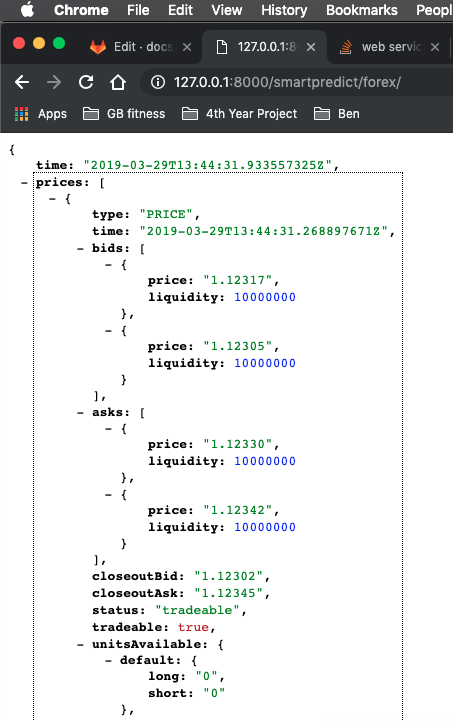 Chrome File Edit View History Bookmarks Peopl
Edit · docs 127.0.0.1:8 web servic
127.0.0.1:8000/smartpredict/forex/
Apps GB fitness 4th Year Project Ben
{
time: "2019-03-29T13:44:31.933557325Z",
- prices: [
- {
type: "PRICE",
time: "2019-03-29T13:44:31.268897671Z",
- bids: [
- {
price: "1.12317",
liquidity: 10000000
},
- {
price: "1.12305",
liquidity: 10000000
}
],
- asks: [
- {
price: "1.12330",
liquidity: 10000000
},
- {
price: "1.12342",
liquidity: 10000000
}
],
closeoutBid: "1.12302",
closeoutAsk: "1.12345",
status: "tradeable",
tradeable: true,
- unitsAvailable: {
- default: {
long: "0",
short: "0"
},